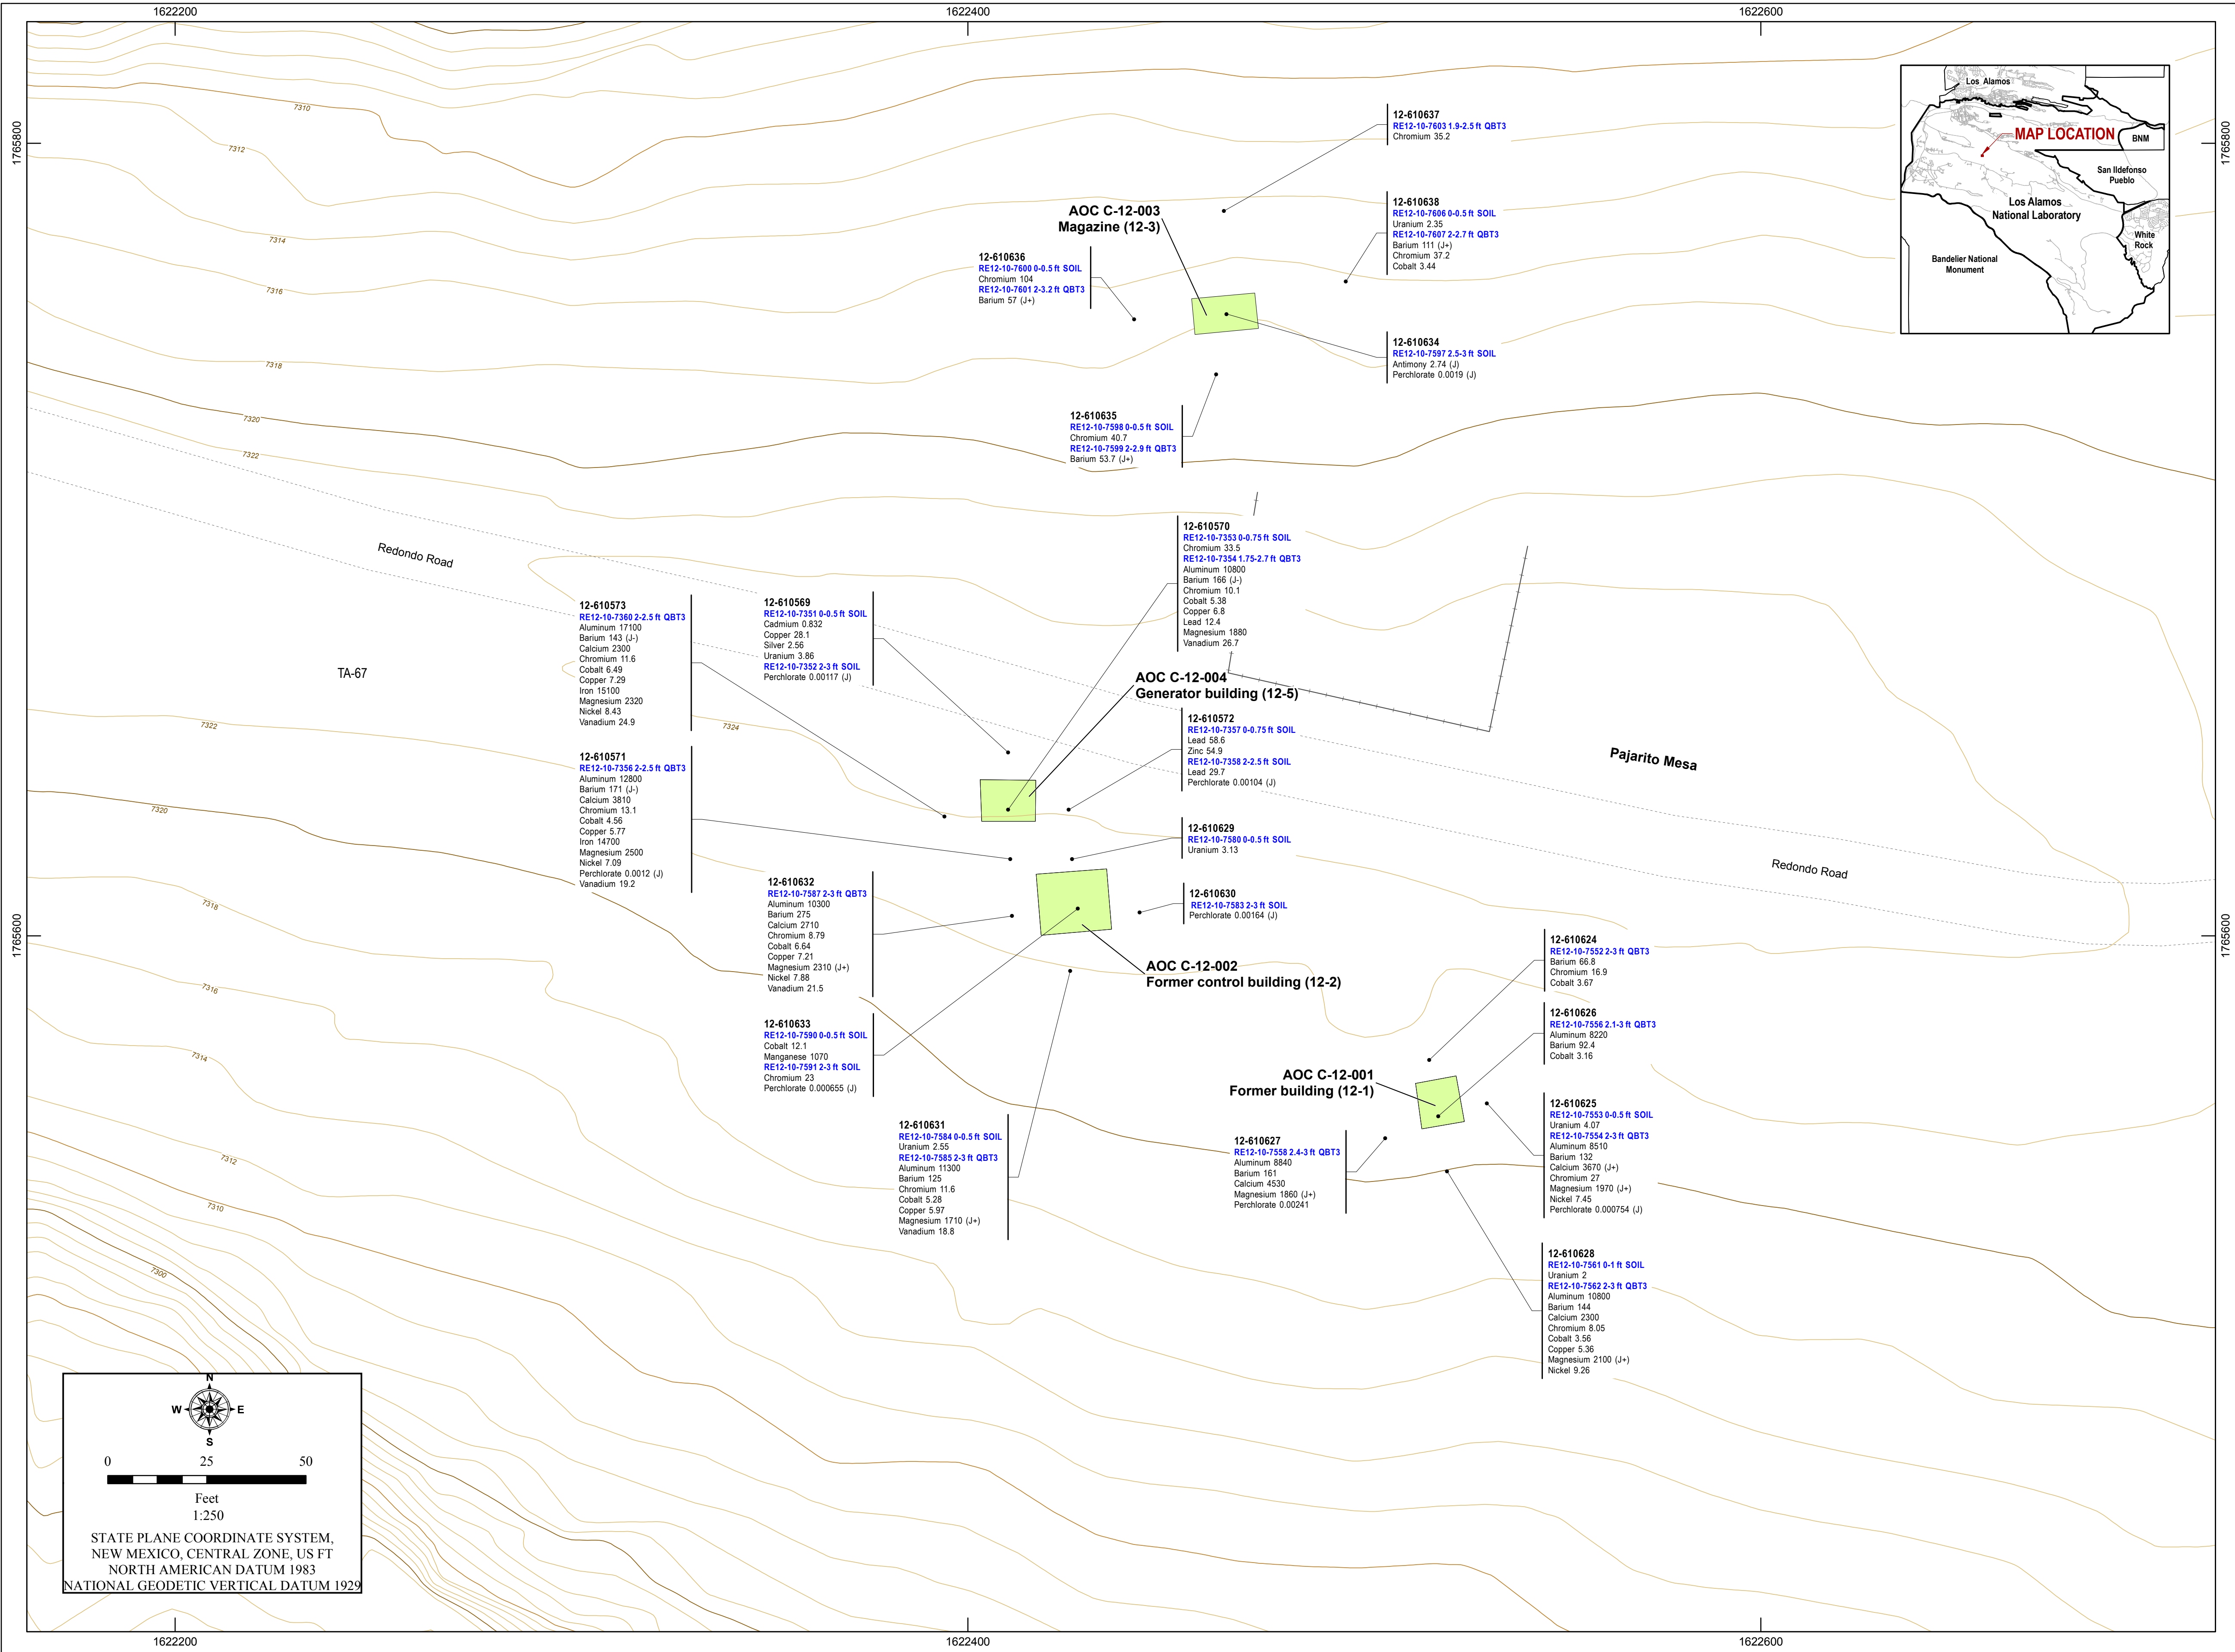 1622200
1622400
1622600
1765800
1765800
7310
7312
7314
7316
7318
7320
7322
Los Alamos
MAP LOCATION
BNM
San Ildefonso
Pueblo
Los Alamos
National Laboratory
White
Rock
Bandelier National
Monument
12-610637
RE12-10-7603 1.9-2.5 ft QBT3
Chromium 35.2
AOC C-12-003
Magazine (12-3)
12-610638
RE12-10-7606 0-0.5 ft SOIL
Uranium 2.35
RE12-10-7607 2-2.7 ft QBT3
Barium 111 (J+)
Chromium 37.2
Cobalt 3.44
12-610636
RE12-10-7600 0-0.5 ft SOIL
Chromium 104
RE12-10-7601 2-3.2 ft QBT3
Barium 57 (J+)
12-610634
RE12-10-7597 2.5-3 ft SOIL
Antimony 2.74 (J)
Perchlorate 0.0019 (J)
12-610635
RE12-10-7598 0-0.5 ft SOIL
Chromium 40.7
RE12-10-7599 2-2.9 ft QBT3
Barium 53.7 (J+)
Redondo Road
12-610570
RE12-10-7353 0-0.75 ft SOIL
Chromium 33.5
RE12-10-7354 1.75-2.7 ft QBT3
Aluminum 10800
Barium 166 (J-)
Chromium 10.1
Cobalt 5.38
Copper 6.8
Lead 12.4
Magnesium 1880
Vanadium 26.7
12-610573
RE12-10-7360 2-2.5 ft QBT3
Aluminum 17100
Barium 143 (J-)
Calcium 2300
Chromium 11.6
Cobalt 6.49
Copper 7.29
Iron 15100
Magnesium 2320
Nickel 8.43
Vanadium 24.9
12-610569
RE12-10-7351 0-0.5 ft SOIL
Cadmium 0.832
Copper 28.1
Silver 2.56
Uranium 3.86
RE12-10-7352 2-3 ft SOIL
Perchlorate 0.00117 (J)
TA-67
AOC C-12-004
Generator building (12-5)
7322
7324
12-610572
RE12-10-7357 0-0.75 ft SOIL
Lead 58.6
Zinc 54.9
RE12-10-7358 2-2.5 ft SOIL
Lead 29.7
Perchlorate 0.00104 (J)
Pajarito Mesa
12-610571
RE12-10-7356 2-2.5 ft QBT3
Aluminum 12800
Barium 171 (J-)
Calcium 3810
Chromium 13.1
Cobalt 4.56
Copper 5.77
Iron 14700
Magnesium 2500
Nickel 7.09
Perchlorate 0.0012 (J)
Vanadium 19.2
7320
12-610629
RE12-10-7580 0-0.5 ft SOIL
Uranium 3.13
Redondo Road
12-610632
RE12-10-7587 2-3 ft QBT3
Aluminum 10300
Barium 275
Calcium 2710
Chromium 8.79
Cobalt 6.64
Copper 7.21
Magnesium 2310 (J+)
Nickel 7.88
Vanadium 21.5
12-610630
RE12-10-7583 2-3 ft SOIL
Perchlorate 0.00164 (J)
7318
1765600
1765600
AOC C-12-002
Former control building (12-2)
12-610624
RE12-10-7552 2-3 ft QBT3
Barium 66.8
Chromium 16.9
Cobalt 3.67
7316
12-610633
RE12-10-7590 0-0.5 ft SOIL
Cobalt 12.1
Manganese 1070
RE12-10-7591 2-3 ft SOIL
Chromium 23
Perchlorate 0.000655 (J)
12-610626
RE12-10-7556 2.1-3 ft QBT3
Aluminum 8220
Barium 92.4
Cobalt 3.16
7314
AOC C-12-001
Former building (12-1)
12-610625
RE12-10-7553 0-0.5 ft SOIL
Uranium 4.07
RE12-10-7554 2-3 ft QBT3
Aluminum 8510
Barium 132
Calcium 3670 (J+)
Chromium 27
Magnesium 1970 (J+)
Nickel 7.45
Perchlorate 0.000754 (J)
12-610631
RE12-10-7584 0-0.5 ft SOIL
Uranium 2.55
RE12-10-7585 2-3 ft QBT3
Aluminum 11300
Barium 125
Chromium 11.6
Cobalt 5.28
Copper 5.97
Magnesium 1710 (J+)
Vanadium 18.8
12-610627
RE12-10-7558 2.4-3 ft QBT3
Aluminum 8840
Barium 161
Calcium 4530
Magnesium 1860 (J+)
Perchlorate 0.00241
7312
7310
7300
12-610628
RE12-10-7561 0-1 ft SOIL
Uranium 2
RE12-10-7562 2-3 ft QBT3
Aluminum 10800
Barium 144
Calcium 2300
Chromium 8.05
Cobalt 3.56
Copper 5.36
Magnesium 2100 (J+)
Nickel 9.26
N
W E
S
0 25 50
Feet
1:250
STATE PLANE COORDINATE SYSTEM,
NEW MEXICO, CENTRAL ZONE, US FT
NORTH AMERICAN DATUM 1983
NATIONAL GEODETIC VERTICAL DATUM 1929
1622200
1622400
1622600